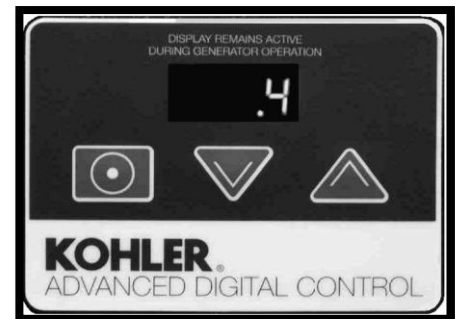 DISPLAY REMAINS ACTIVE
DURING GENERATOR OPERATION
.4
KOHLER®
ADVANCED DIGITAL CONTROL